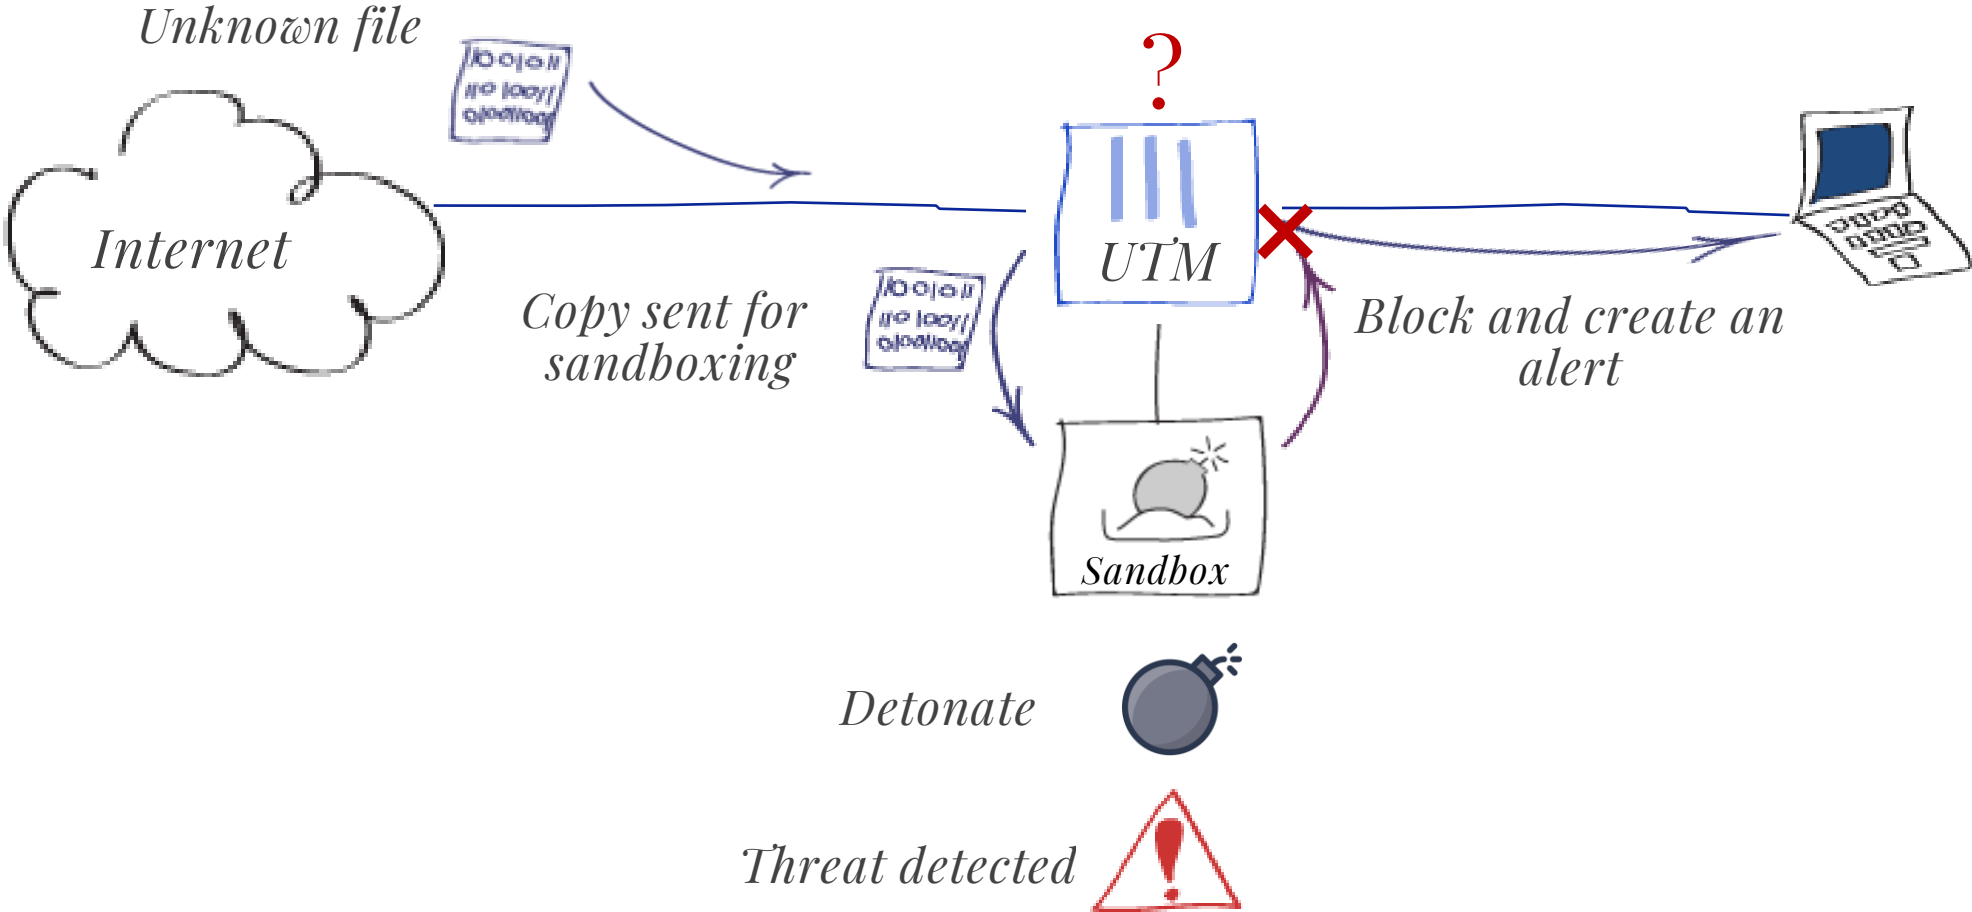 Unknown file
?
Internet
UTM
Copy sent for
sandboxing
Block and create an
alert
Sandbox
Detonate
Threat detected